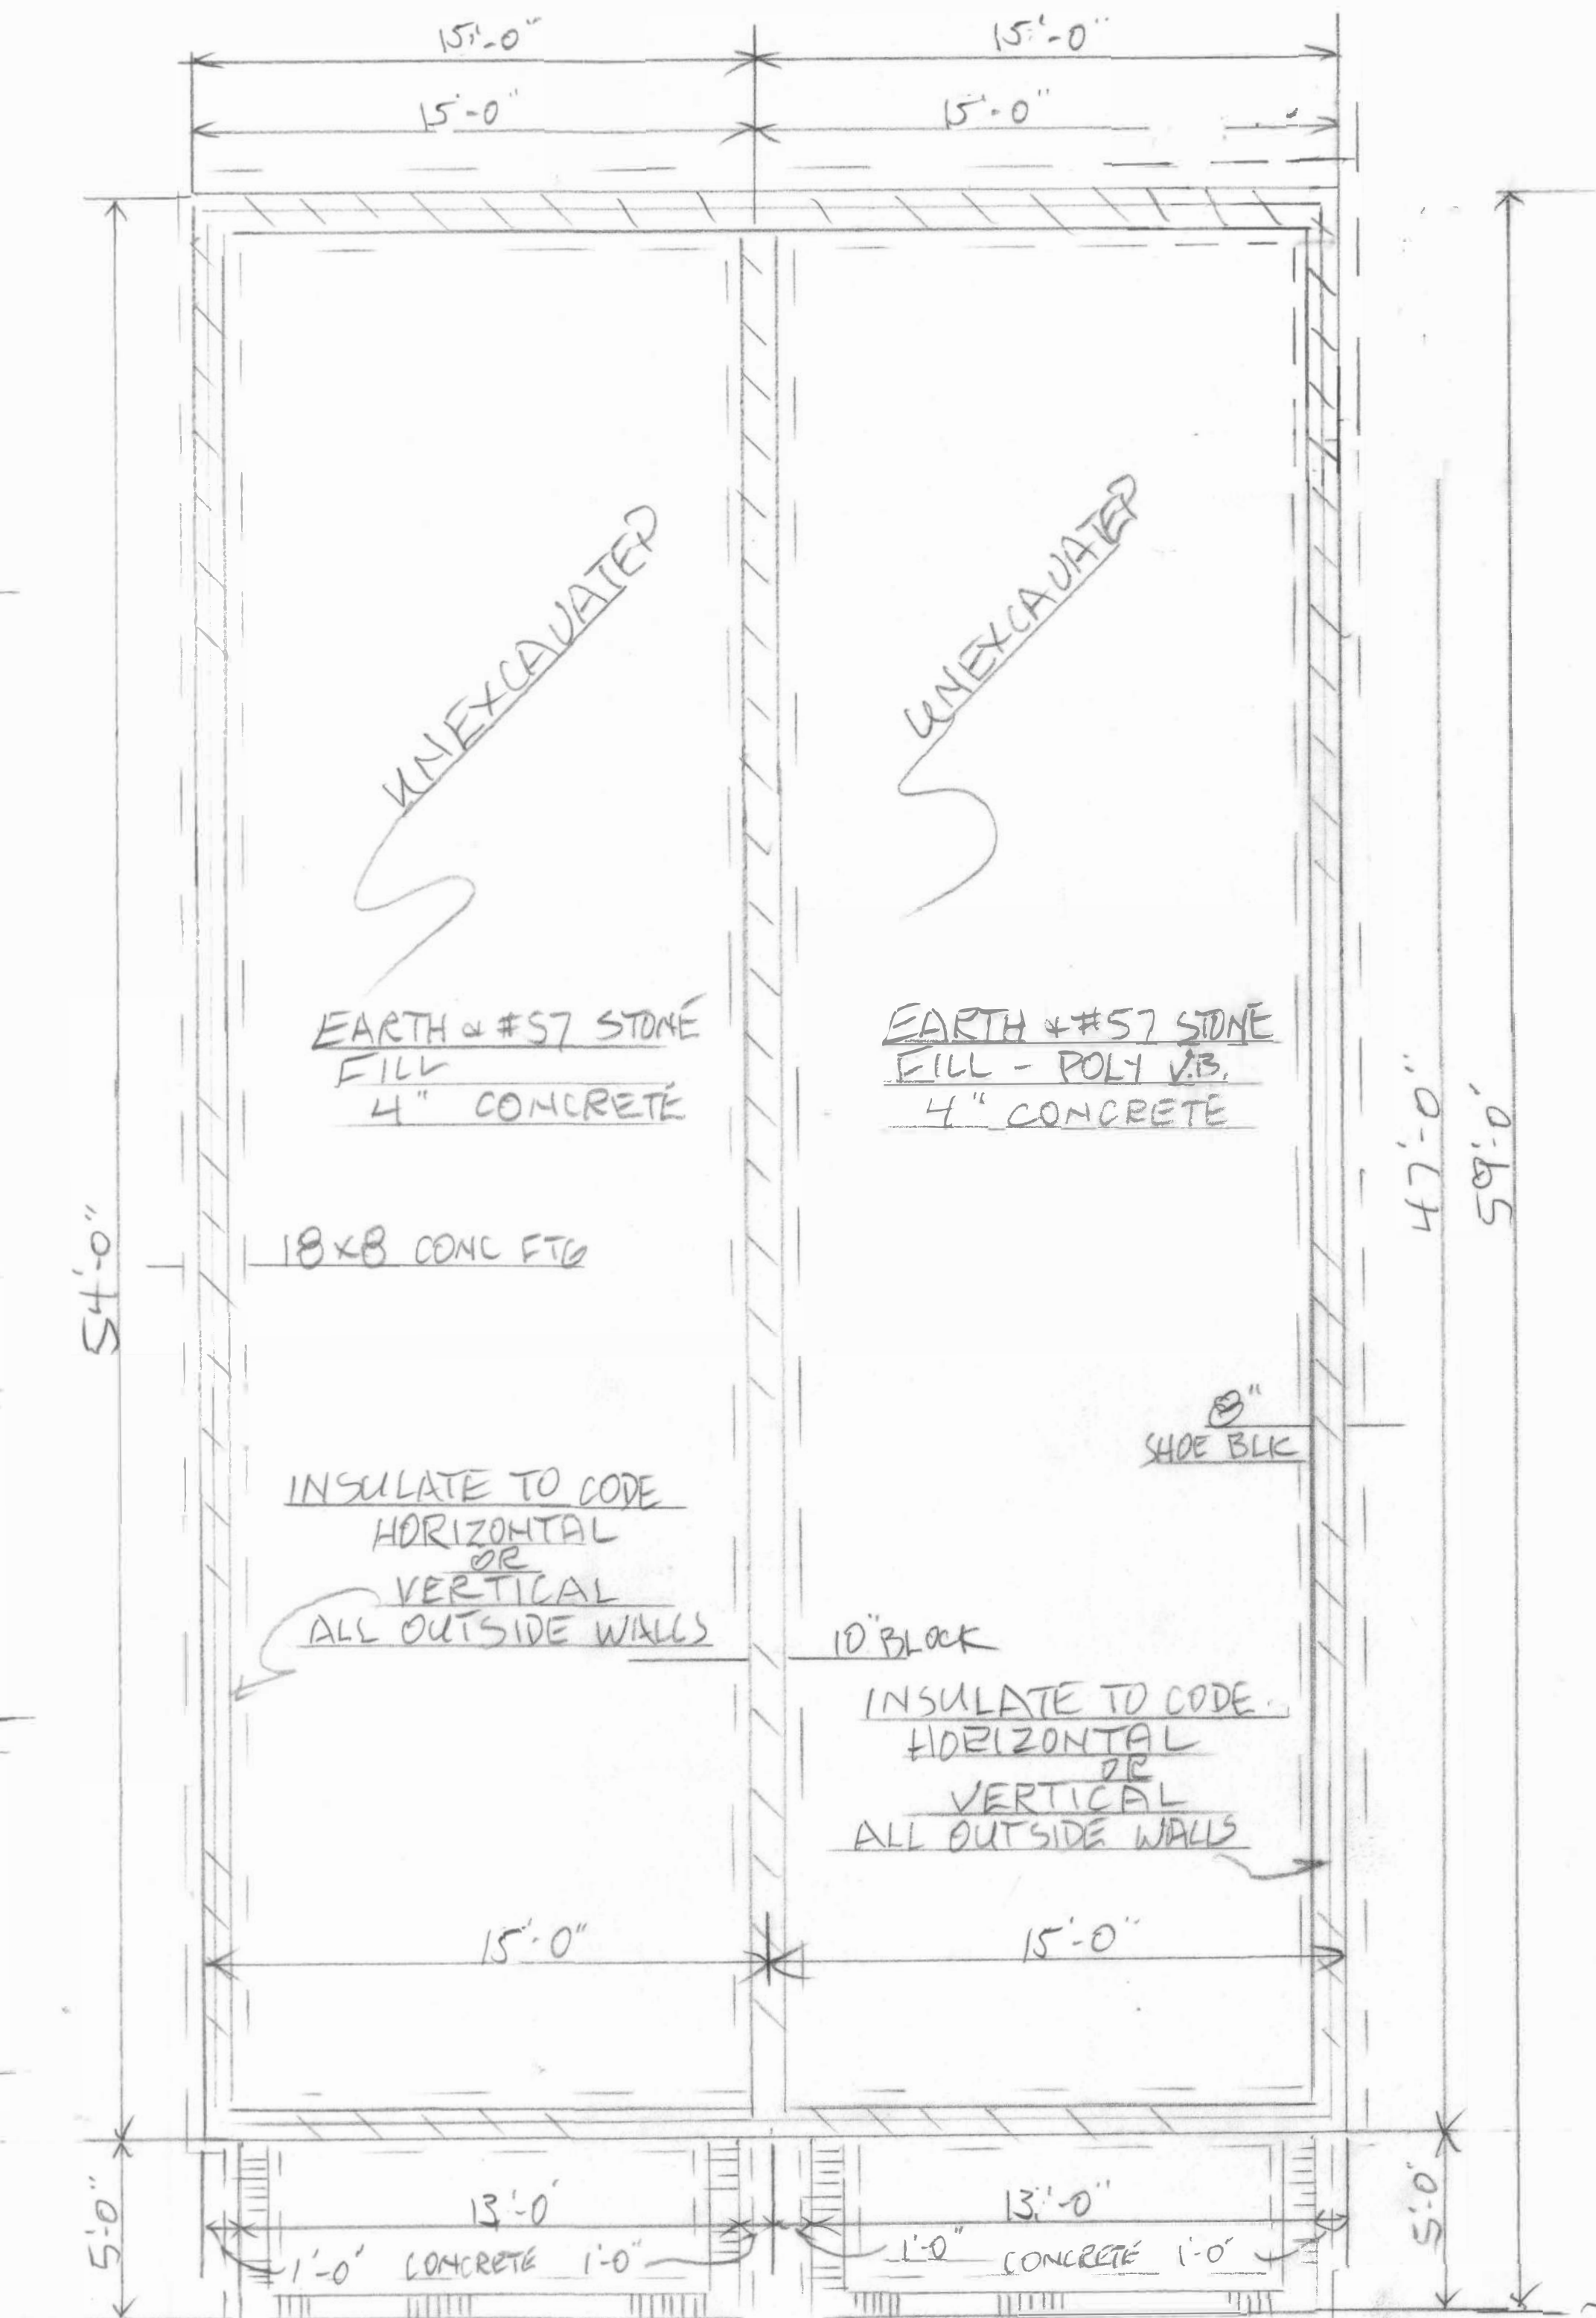 15'-0" 15'-0"
15'-0" 15'-0"
UNEXCAVATED
UNEXCAVATED
EARTH & #57 STONE
FILL
4" CONCRETE
EARTH & #57 STONE
FILL - POLY V.B.
4" CONCRETE
54'-0"
47'-0"
59'-0"
18x8 CONC FTG
8"
SHOE BLK
INSULATE TO CODE
HORIZONTAL
OR
VERTICAL
ALL OUTSIDE WALLS
10" BLOCK
INSULATE TO CODE
HORIZONTAL
OR
VERTICAL
ALL OUTSIDE WALLS
15'-0" 15'-0"
5'-0"
13'-0' 13'-0"
1'-0' CONCRETE 1'-0"
1'-0" CONCRETE 1'-0'
5'-0"